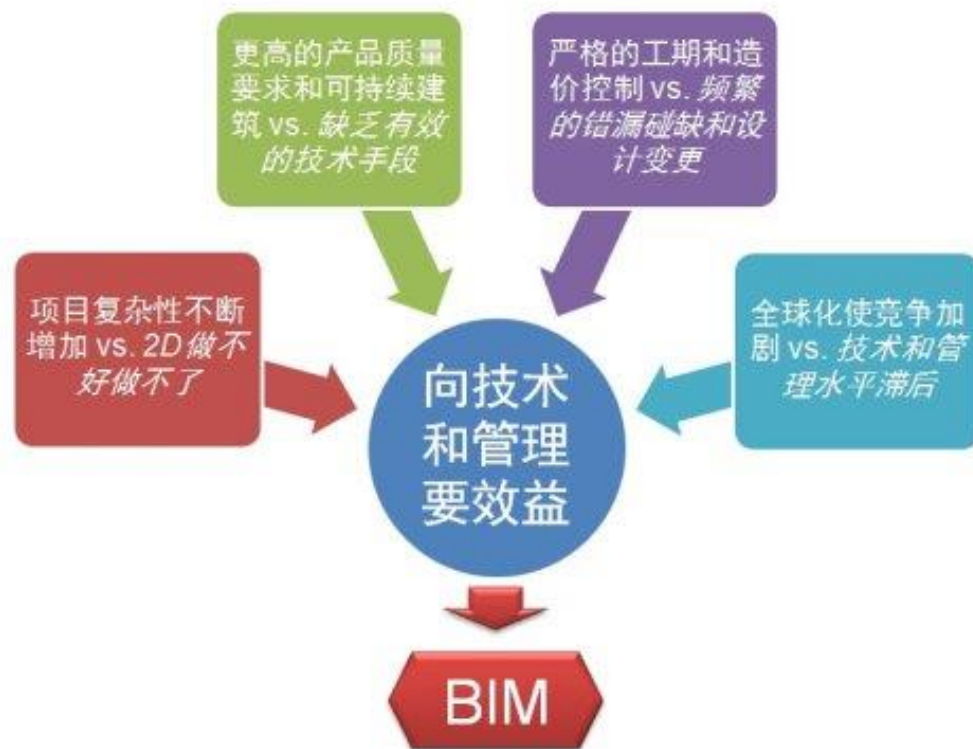 更高的产品质量
要求和可持续建
筑 vs. 缺乏有效
的技术手段
严格的工期和造
价控制 vs. 频繁
的错漏碰缺和设
计变更
项目复杂性不断
增加 vs. 2D做不
好做不了
全球化使竞争加
剧 vs. 技术和管
理水平滞后
向技术
和管理
要效益
BIM